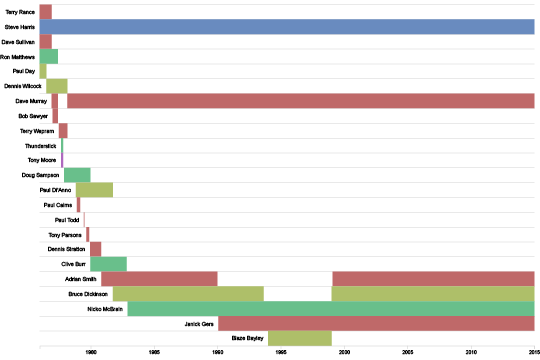 Terry Rance
Steve Harris
Dave Sullivan
Ron Matthews
Paul Day
Dennis Wilcock
Dave Murray
Bob Sawyer
Terry Wapram
Thunderstick
Tony Moore
Doug Sampson
Paul Di'Anno
Paul Cairns
Paul Todd
Tony Parsons
Dennis Stratton
Clive Burr
Adrian Smith
Bruce Dickinson
Nicko McBrain
Janick Gers
Blaze Bayley
1980 1985 1990 1995 2000 2005 2010 2015